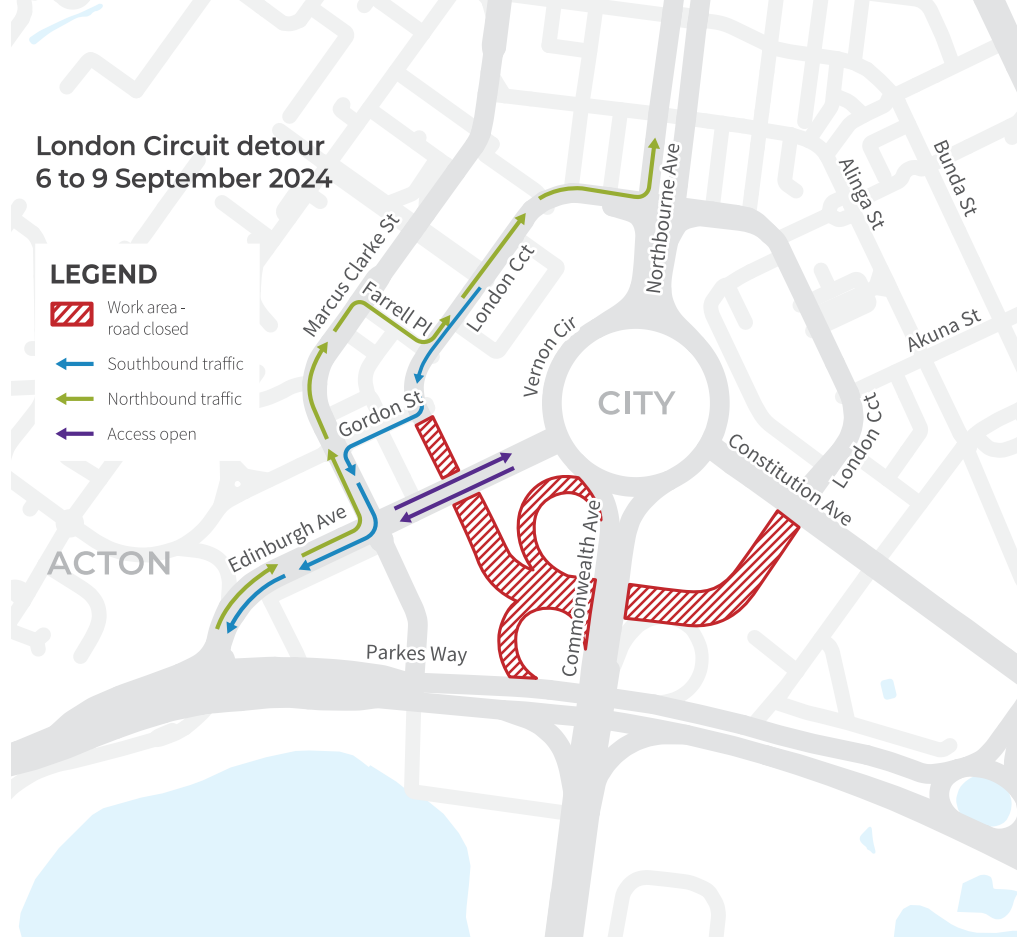 London Circuit detour
6 to 9 September 2024
LEGEND
Work area -
road closed
Southbound traffic
Northbound traffic
Access open
Marcus Clarke St
Farrell Pl
London Cct
Northbourne Ave
Alinga St
Bunda St
Akuna St
Vernon Cir
CITY
Gordon St
London Cct
Constitution Ave
Edinburgh Ave
ACTON
Commonwealth Ave
Parkes Way